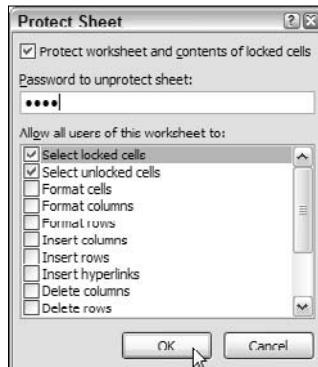 Protect Sheet
Protect worksheet and contents of locked cells
Password to unprotect sheet:
••••
Allow all users of this worksheet to:
Select locked cells
Select unlocked cells
Format cells
Format columns
Format rows
Insert columns
Insert rows
Insert hyperlinks
Delete columns
Delete rows
OK
Cancel